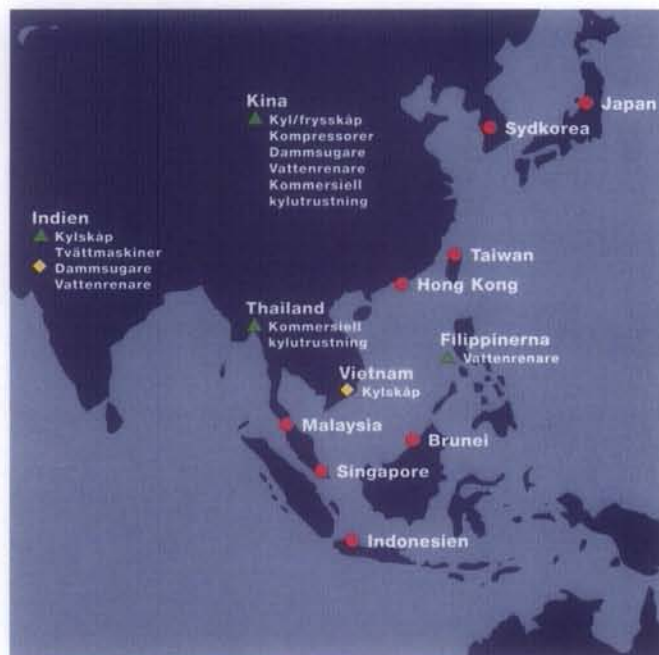 Kina
Kyl/frysskåp
Kompressorer
Dammsugare
Vattenrenare
Kommersiell
kylutrustning
Japan
Sydkorea
Indien
Kylskåp
Tvättmaskiner
Dammsugare
Vattenrenare
Taiwan
Hong Kong
Thailand
Kommersiell
kylutrustning
Filippinerna
Vattenrenare
Vietnam
Kylskåp
Malaysia
Brunei
Singapore
Indonesien